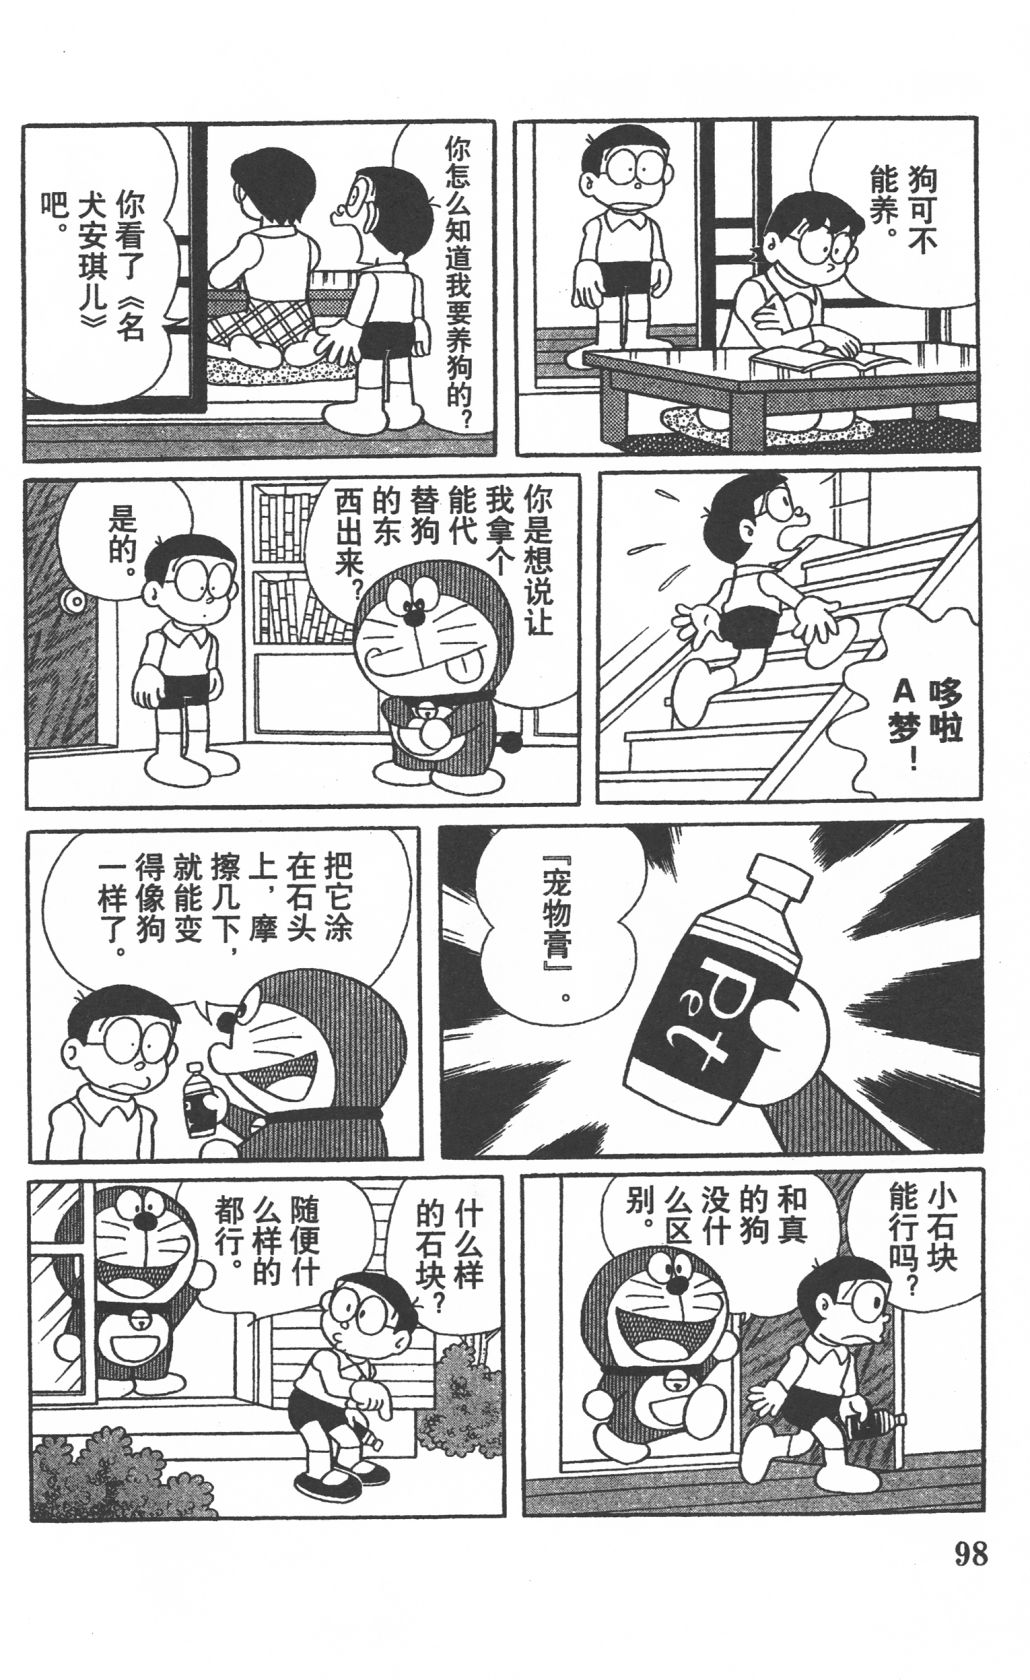 狗可不
能养。
你怎么知道我要养狗的？
你看了《名
犬安琪儿》
吧。
哆啦
A梦！
你是想说让
我拿个
能代
替狗
的东
西出来？
是的。
『宠物膏』。
Pet
把它涂
在石头
上，摩
擦几下，
就能变
得像狗
一样了。
小石块
能行吗？
和真
的狗
没什
么区
别。
什么样
的石块？
随便什
么样的
都行。
98